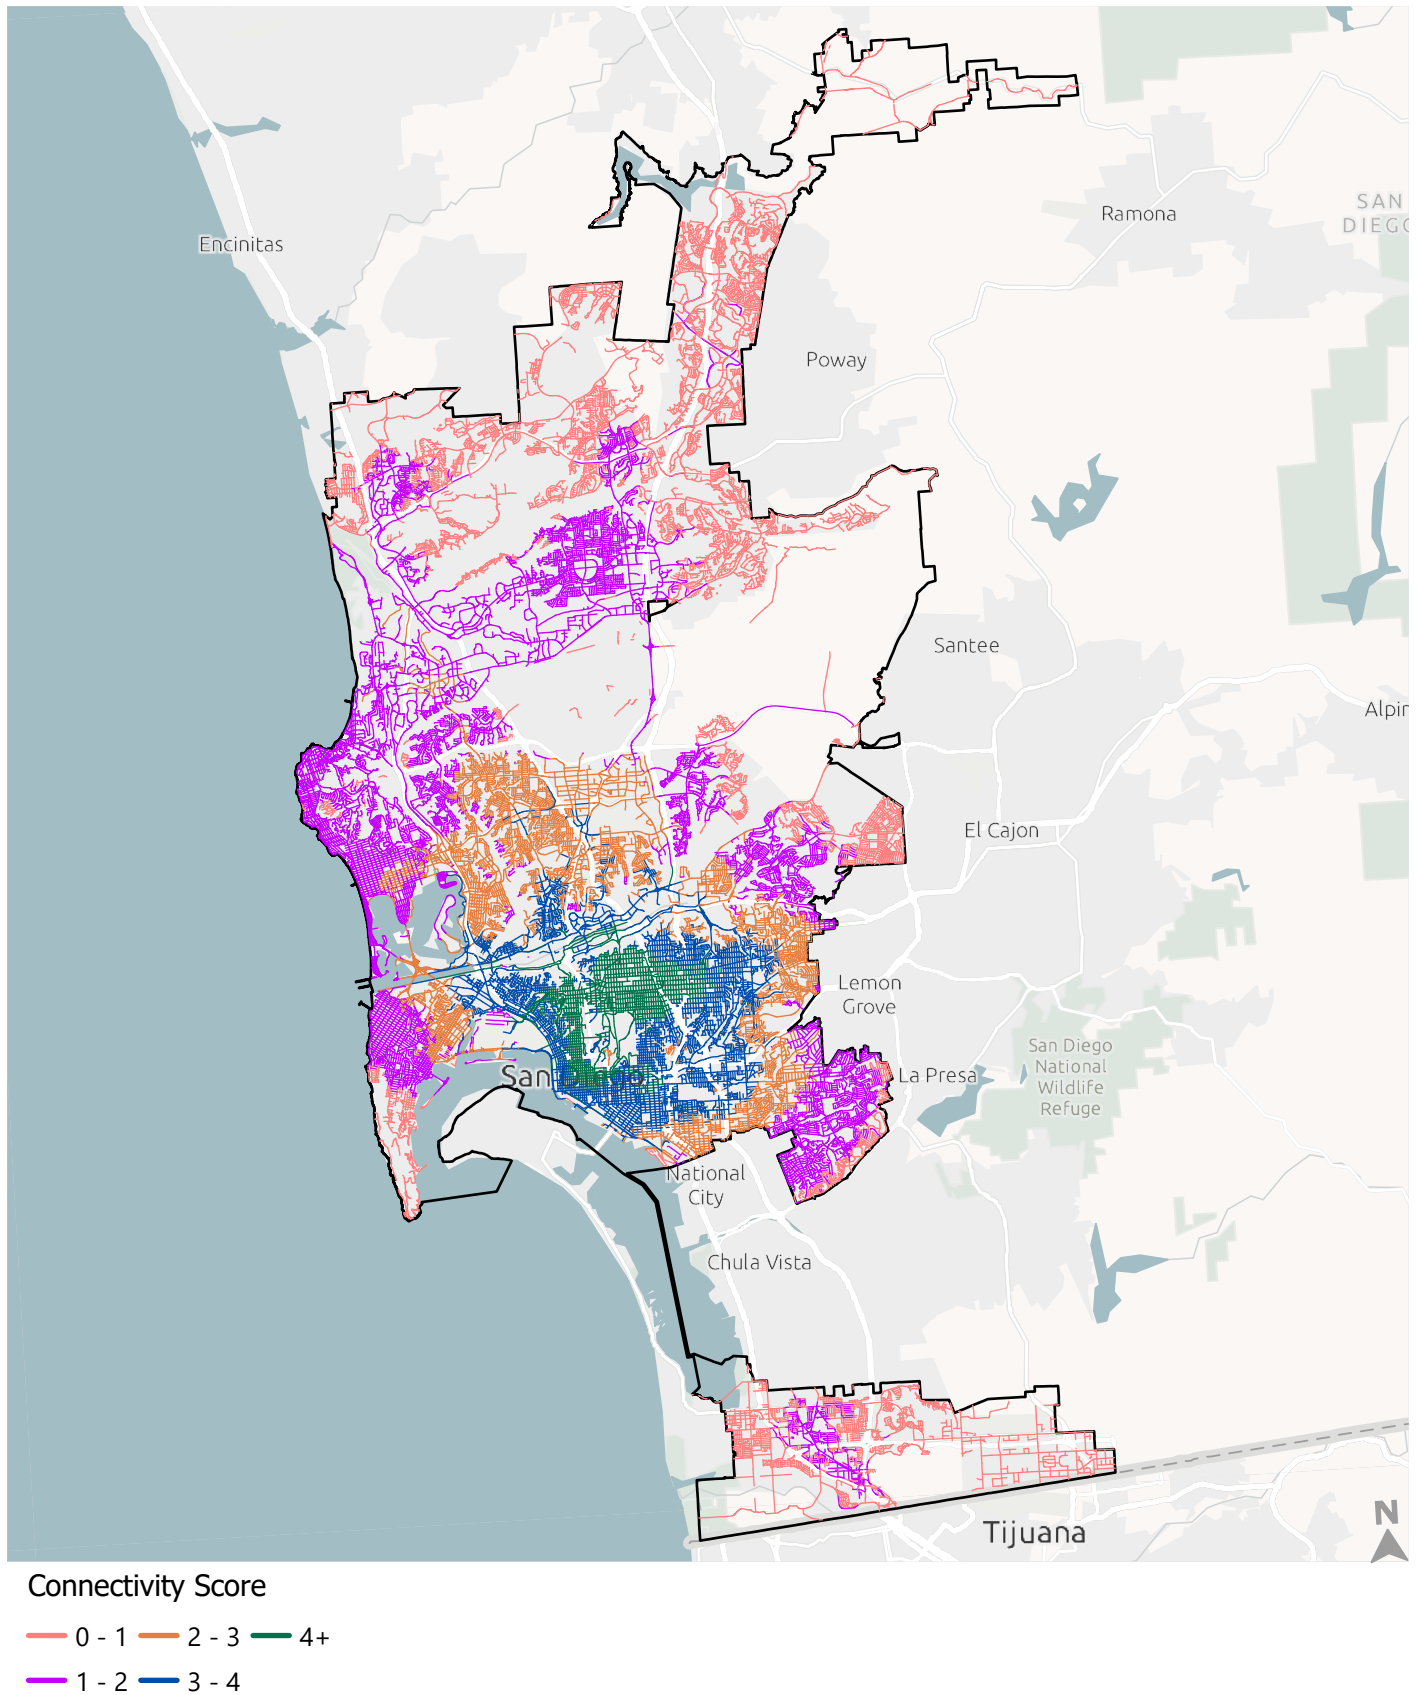 Encinitas
Ramona
SAN
DIEGO
Poway
Santee
Alpin
El Cajon
Lemon
Grove
San Diego
National
Wildlife
Refuge
La Presa
San Diego
National
City
Chula Vista
Tijuana
N
Connectivity Score
0 - 1
2 - 3
4+
1 - 2
3 - 4